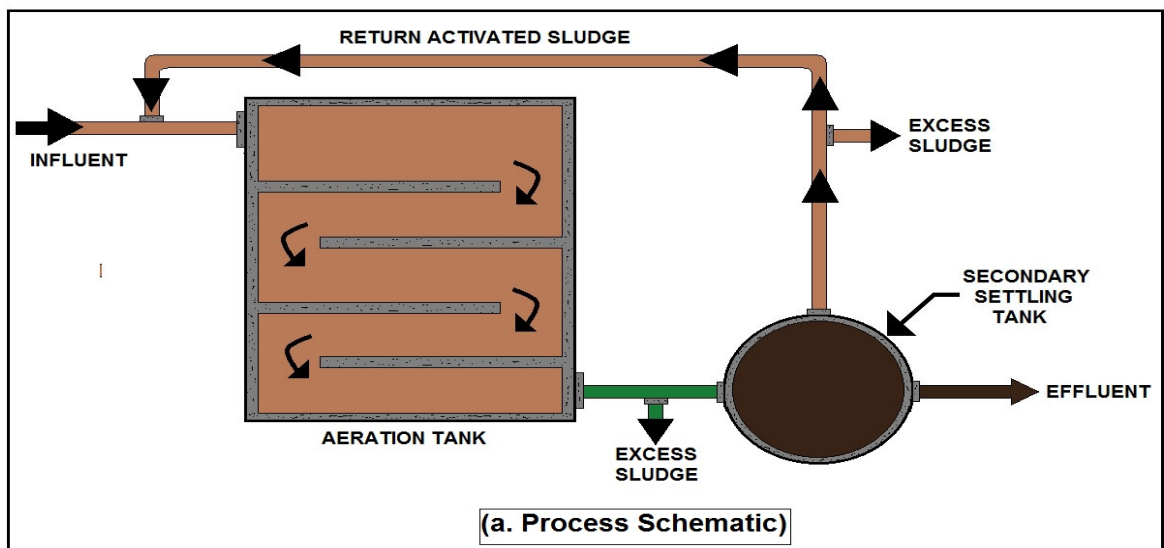 RETURN ACTIVATED SLUDGE
INFLUENT
EXCESS
SLUDGE
SECONDARY
SETTLING
TANK
EFFLUENT
AERATION TANK
EXCESS
SLUDGE
(a. Process Schematic)